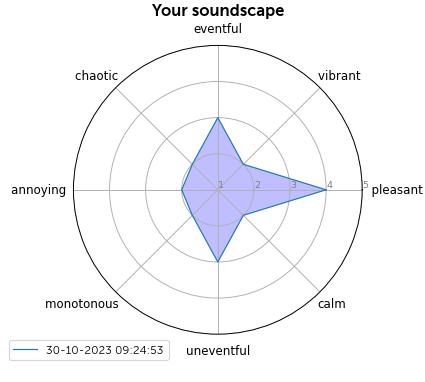 Your soundscape
eventful
chaotic
vibrant
annoying
1
2
3
4
5
pleasant
monotonous
calm
uneventful
30-10-2023 09:24:53